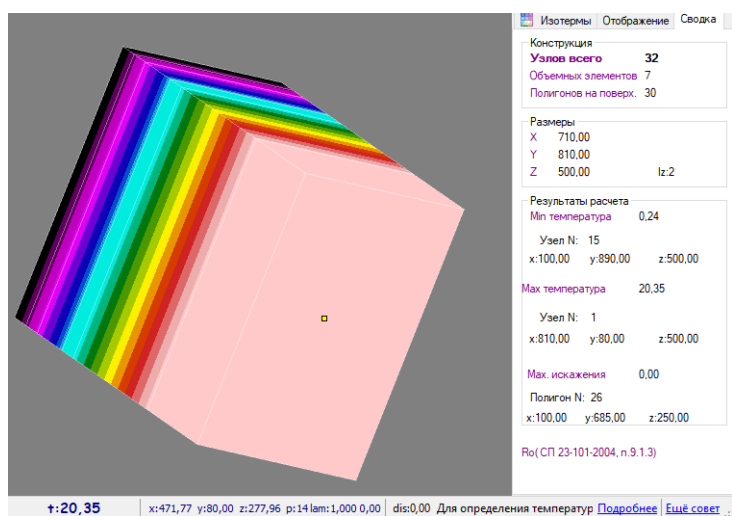 Изотермы Отображение Сводка
Конструкция
Узлов всего 32
Объемных элементов 7
Полигонов на поверх. 30
Размеры
X 710,00
Y 810,00
Z 500,00 lz:2
Результаты расчета
Min температура 0,24
Узел N: 15
x:100,00 y:890,00 z:500,00
Max температура 20,35
Узел N: 1
x:810,00 y:80,00 z:500,00
Max. искажения 0,00
Полигон N: 26
x:100,00 y:685,00 z:250,00
Ro( СП 23-101-2004, п.9.1.3)
t:20,35 x:471,77 y:80,00 z:277,96 p:14 lam:1,000 0,00 dis:0,00 Для определения температур Подробнее Ещё совет